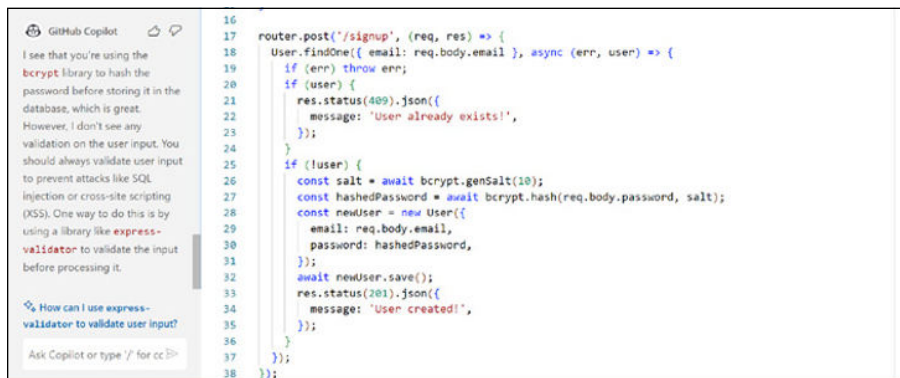 GitHub Copilot
I see that you're using the
bcrypt library to hash the
password before storing it in the
database, which is great.
However, I don't see any
validation on the user input. You
should always validate user input
to prevent attacks like SQL
injection or cross-site scripting
(XSS). One way to do this is by
using a library like express-
validator to validate the input
before processing it.
How can I use express-
validator to validate user input?
Ask Copilot or type '/' for cc
16
17 router.post('/signup', (req, res) => {
18 User.findOne({ email: req.body.email }, async (err, user) => {
19 if (err) throw err;
20 if (user) {
21 res.status(409).json({
22 message: 'User already exists!',
23 });
24 }
25 if (!user) {
26 const salt = await bcrypt.genSalt(10);
27 const hashedPassword = await bcrypt.hash(req.body.password, salt);
28 const newUser = new User({
29 email: req.body.email,
30 password: hashedPassword,
31 });
32 await newUser.save();
33 res.status(201).json({
34 message: 'User created!',
35 });
36 }
37 });
38 });